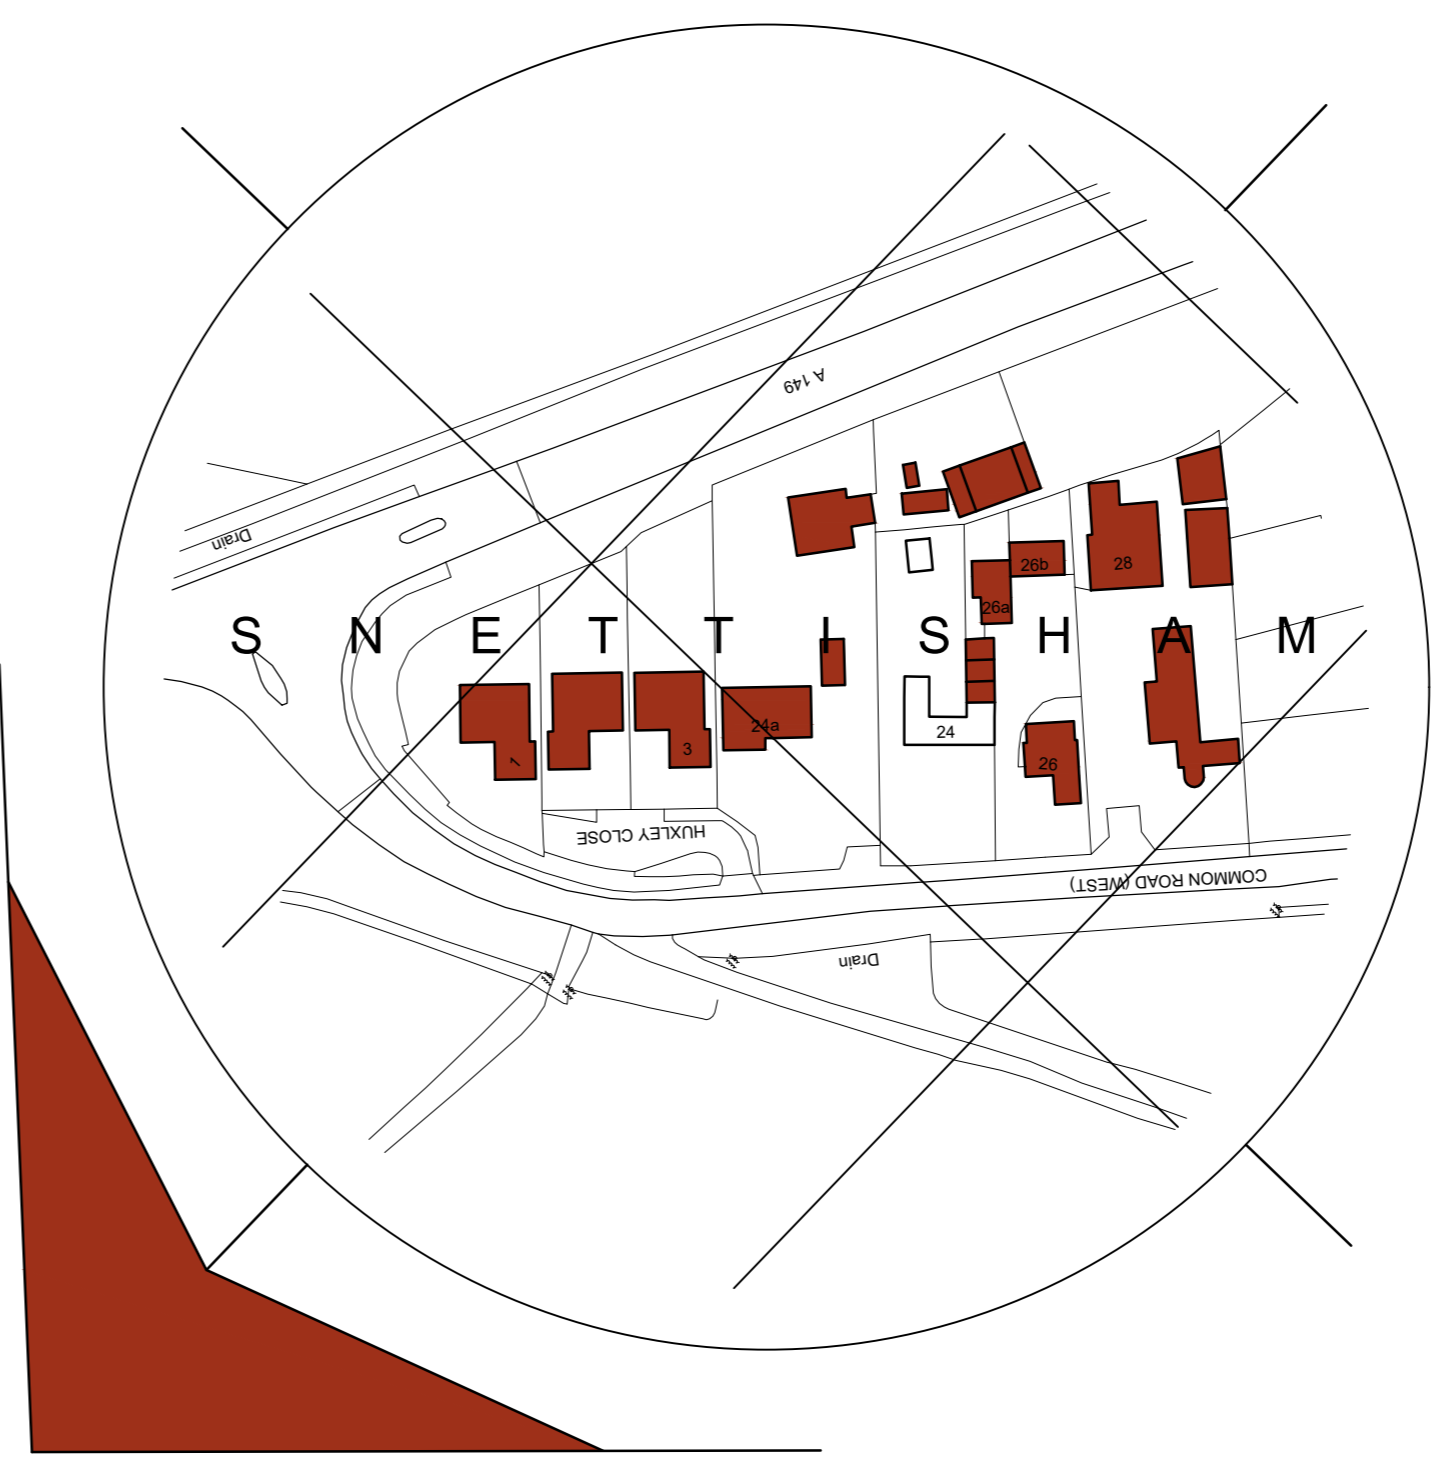 A 149
Drain
26b
28
26a
S N E T T I S H A M
24a
24
3
1
26
HUXLEY CLOSE
COMMON ROAD (WEST)
Drain